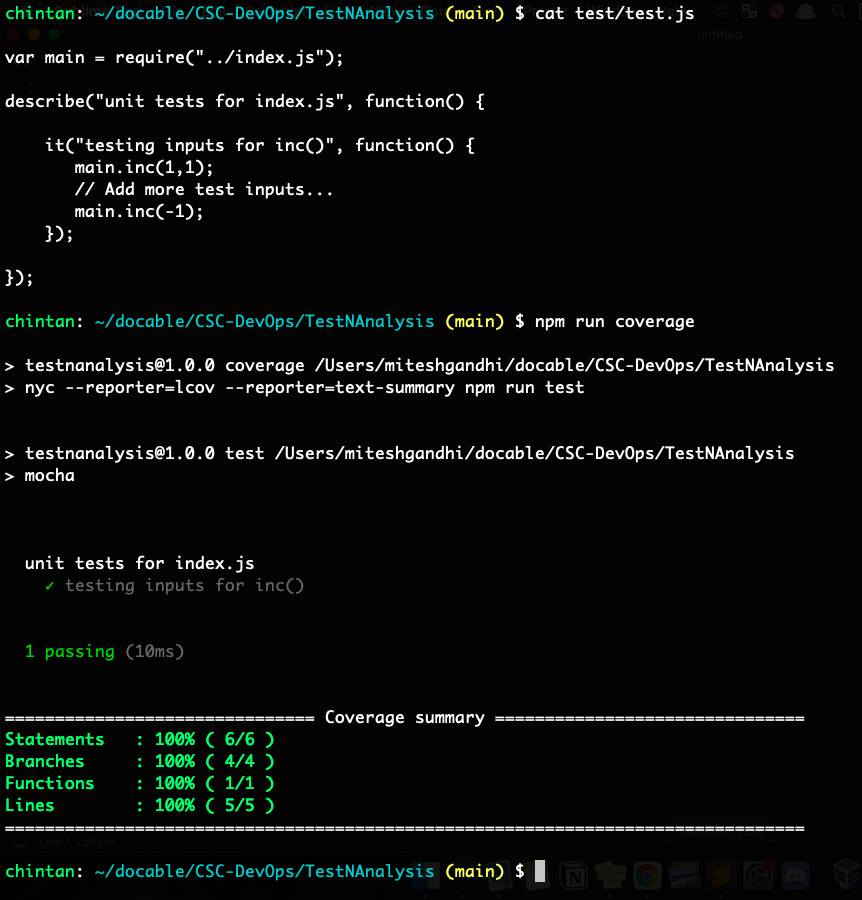 chintan: ~/docable/CSC-DevOps/TestNAnalysis (main) $ cat test/test.js
untitled
var main = require("../index.js");
describe("unit tests for index.js", function() {
it("testing inputs for inc()", function() {
main.inc(1,1);
// Add more test inputs...
main.inc(-1);
});
});
chintan: ~/docable/CSC-DevOps/TestNAnalysis (main) $ npm run coverage
> testnanalysis@1.0.0 coverage /Users/miteshgandhi/docable/CSC-DevOps/TestNAnalysis
> nyc --reporter=lcov --reporter=text-summary npm run test
> testnanalysis@1.0.0 test /Users/miteshgandhi/docable/CSC-DevOps/TestNAnalysis
> mocha
unit tests for index.js
✓ testing inputs for inc()
1 passing (10ms)
=============================== Coverage summary ===============================
Statements : 100% ( 6/6 )
Branches : 100% ( 4/4 )
Functions : 100% ( 1/1 )
Lines : 100% ( 5/5 )
================================================================================
Line 1, Column 1
chintan: ~/docable/CSC-DevOps/TestNAnalysis (main) $